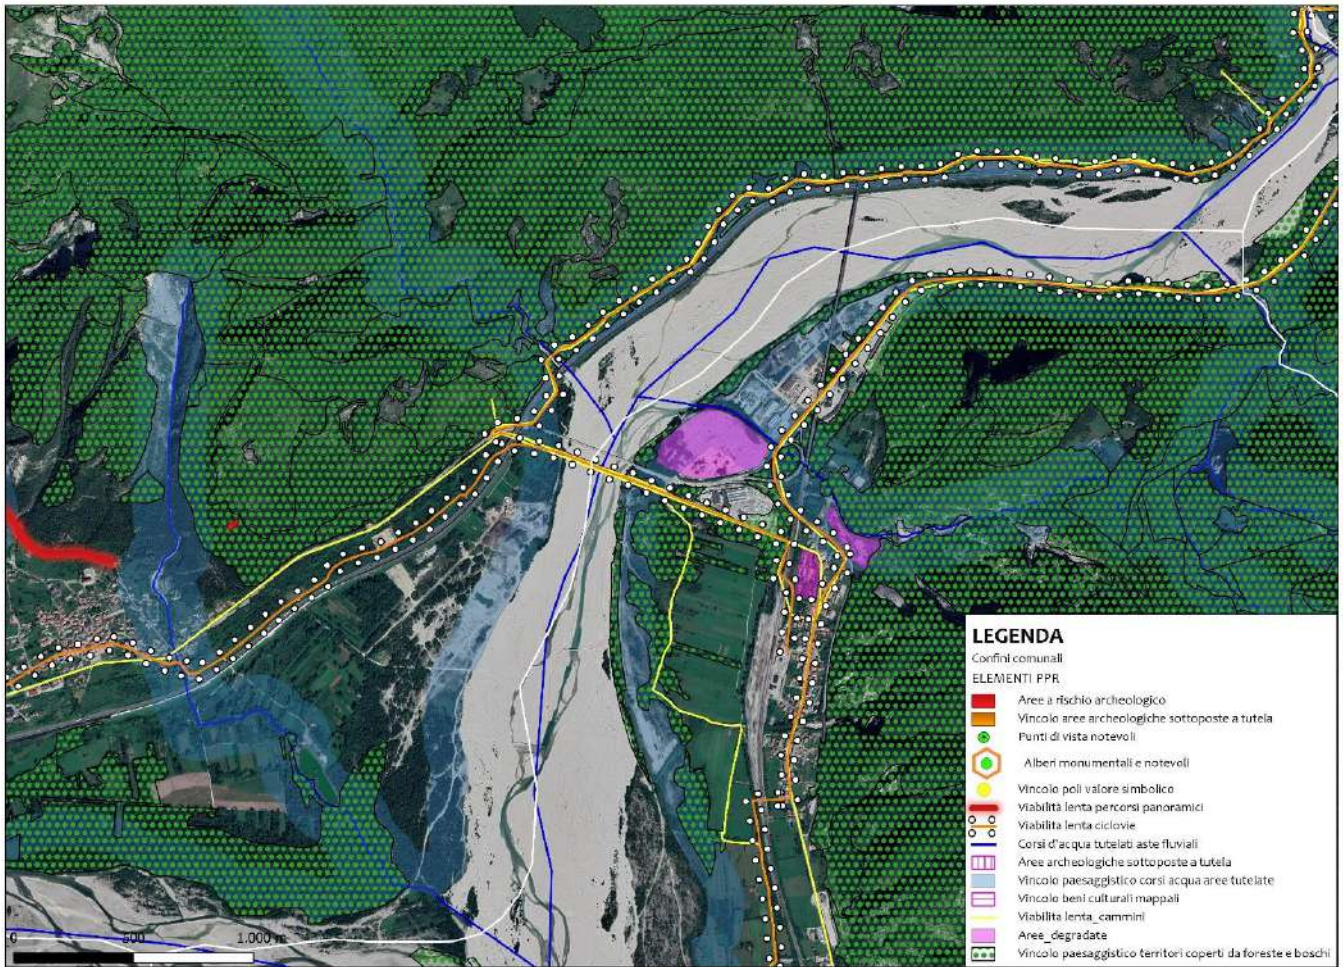 LEGENDA
Confini comunali
ELEMENTI PPR
Aree a rischio archeologico
Vincolo aree archeologiche sottoposte a tutela
Punti di vista notevoli
Alberi monumentali e notevoli
Vincolo poli valore simbolico
Viabilità lenta percorsi panoramici
Viabilita lenta ciclovie
Corsi d'acqua tutelati aste fluviali
Aree archeologiche sottoposte a tutela
Vincolo paesaggistico corsi acqua aree tutelate
Vincolo beni culturali mappali
Viabilita lenta_cammini
Aree_degradate
Vincolo paesaggistico territori coperti da foreste e boschi
0 500 1.000 m